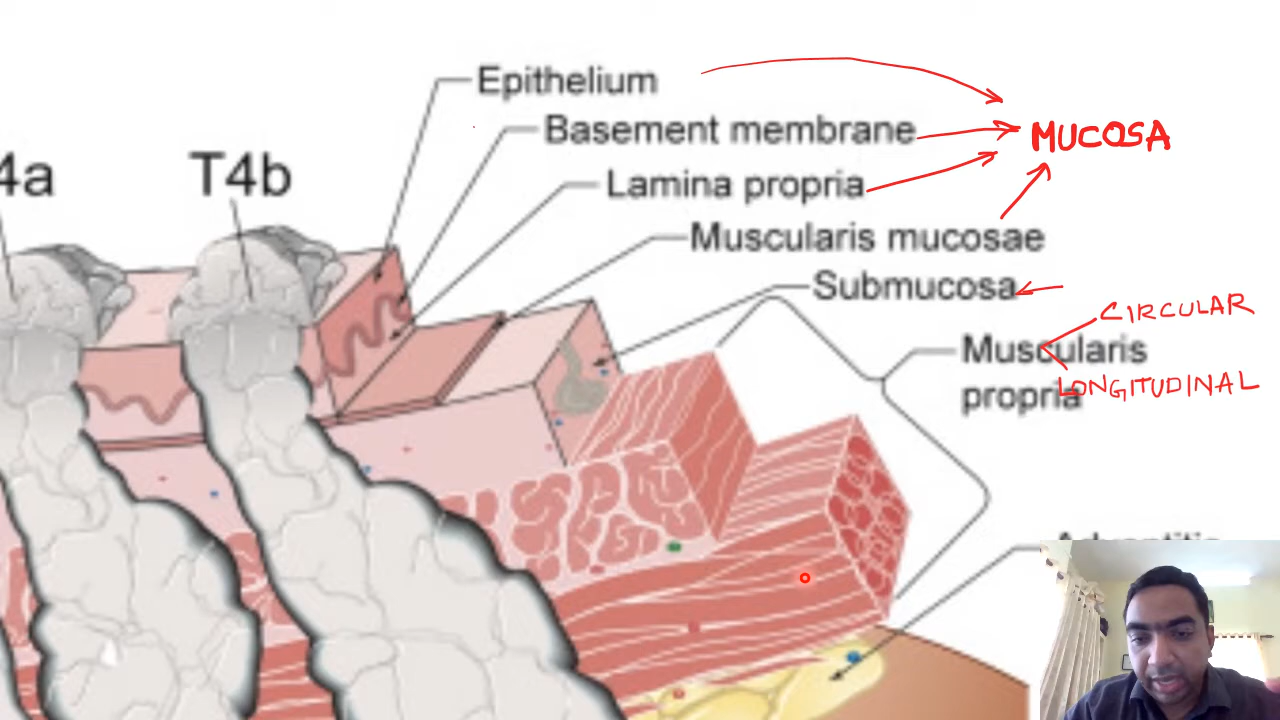 Epithelium
Basement membrane
MUCOSA
4a
T4b
Lamina propria
Muscularis mucosae
Submucosa
CIRCULAR
Muscularis
propria
LONGITUDINAL